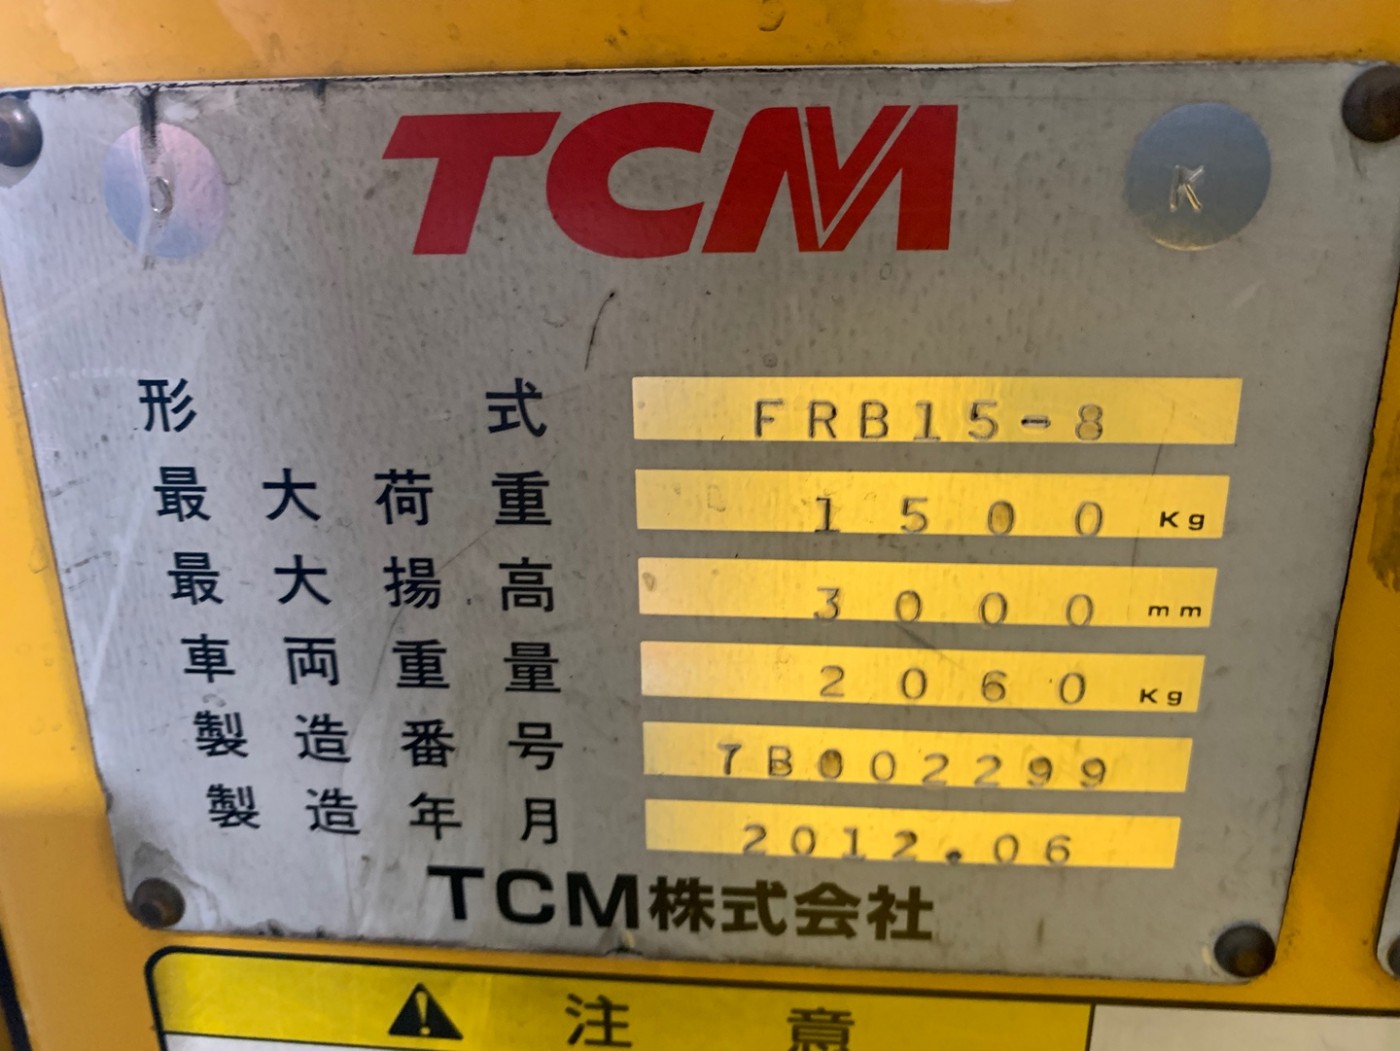 TCM
K
形式 FRB15-8
最大荷重 1500 Kg
最大揚高 3000 mm
車両重量 2060 Kg
製造番号 7B002299
製造年月 2012.06
TCM株式会社
注意